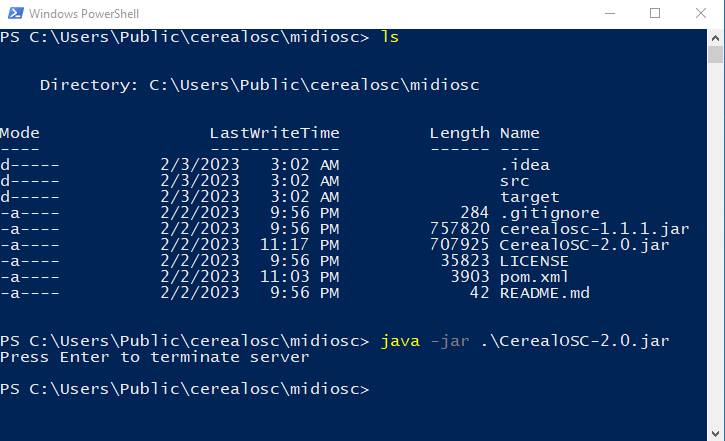 Windows PowerShell
PS C:\Users\Public\cerealosc\midiosc> ls
Directory: C:\Users\Public\cerealosc\midiosc
Mode LastWriteTime Length Name
---- ------------- ------ ----
d----- 2/3/2023 3:02 AM .idea
d----- 2/3/2023 3:02 AM src
d----- 2/3/2023 3:02 AM target
-a---- 2/2/2023 9:56 PM 284 .gitignore
-a---- 2/2/2023 9:56 PM 757820 cerealosc-1.1.1.jar
-a---- 2/2/2023 11:17 PM 707925 CerealOSC-2.0.jar
-a---- 2/2/2023 9:56 PM 35823 LICENSE
-a---- 2/2/2023 11:03 PM 3903 pom.xml
-a---- 2/2/2023 9:56 PM 42 README.md
PS C:\Users\Public\cerealosc\midiosc> java -jar .\CerealOSC-2.0.jar
Press Enter to terminate server
PS C:\Users\Public\cerealosc\midiosc>